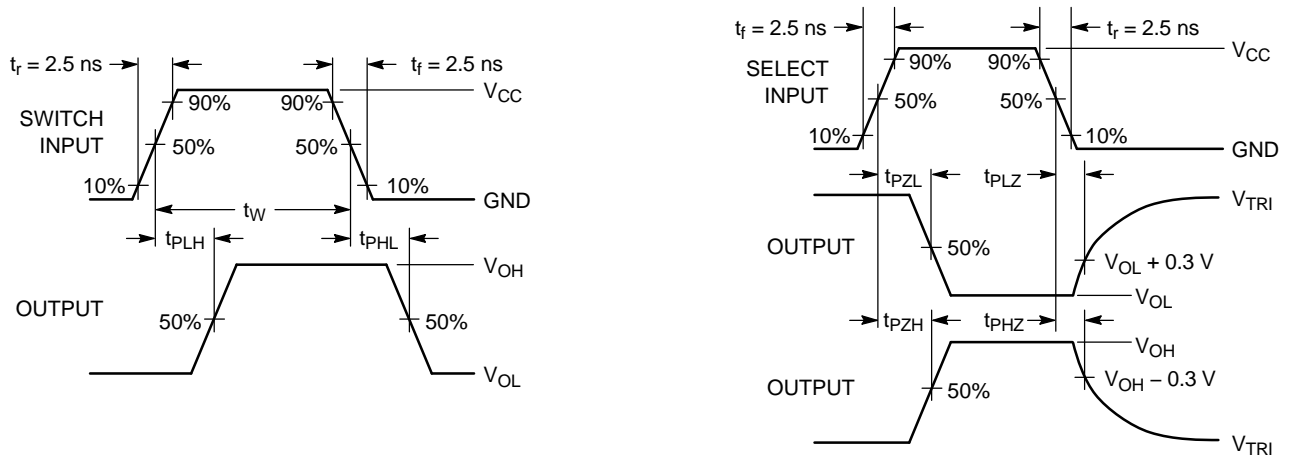 tr = 2.5 ns
tf = 2.5 ns
VCC
90%
90%
SWITCH
INPUT
50%
50%
10%
10%
GND
tW
tPLH
tPHL
VOH
OUTPUT
50%
50%
VOL
tf = 2.5 ns
tr = 2.5 ns
VCC
90%
90%
SELECT
INPUT
50%
50%
10%
10%
GND
tPZL
tPLZ
VTRI
OUTPUT
50%
VOL + 0.3 V
VOL
tPZH
tPHZ
VOH
VOH – 0.3 V
OUTPUT
50%
VTRI